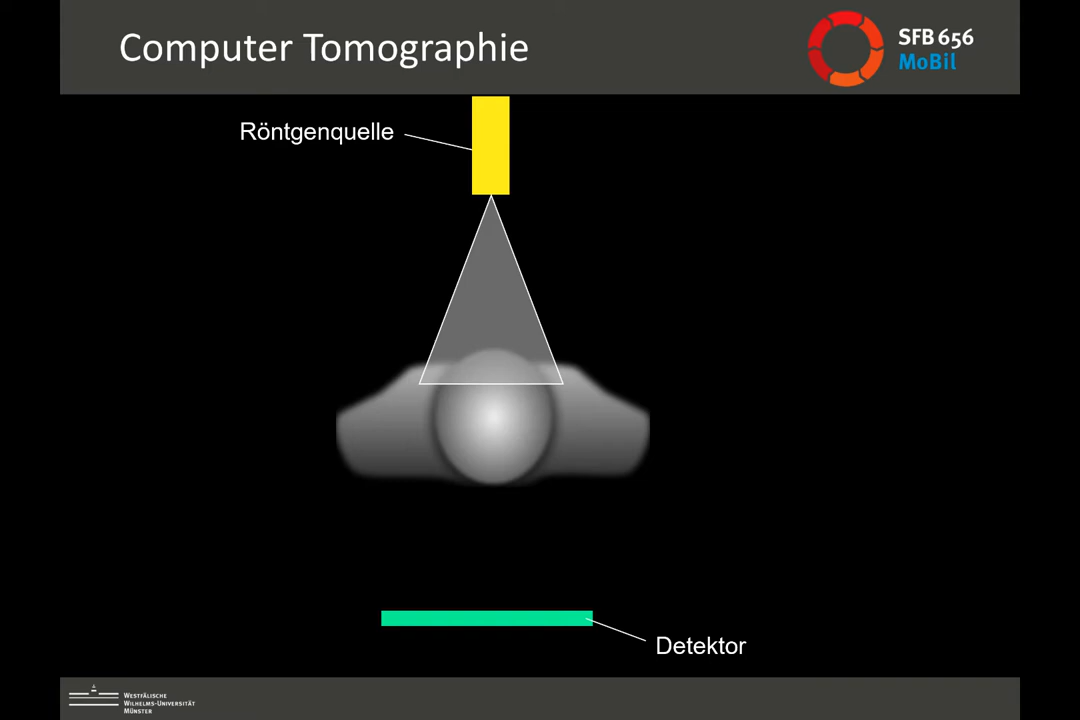 Computer Tomographie
SFB 656
MoBil
Röntgenquelle
Detektor
Westfälische
Wilhelms-Universität
Münster